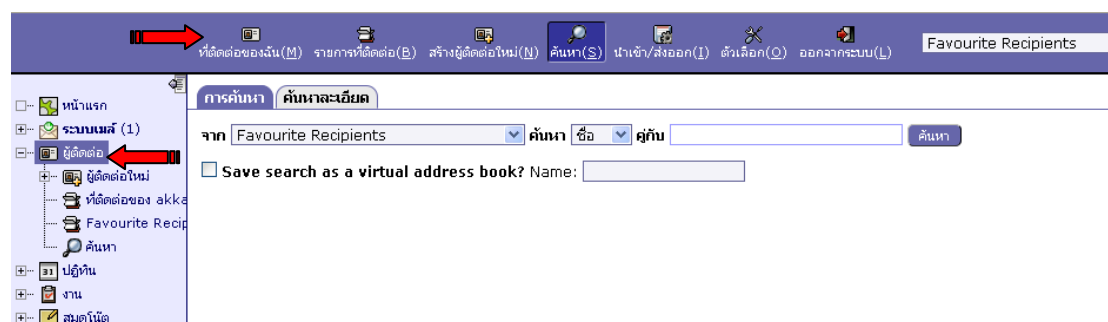 ที่ติดต่อของฉัน(M) รายการที่ติดต่อ(B) สร้างผู้ติดต่อใหม่(N) ค้นหา(S) นำเข้า/ส่งออก(I) ตัวเลือก(O) ออกจากระบบ(L) Favourite Recipients
การค้นหา ค้นหาละเอียด
จาก Favourite Recipients ค้นหา ชื่อ คู่กับ ค้นหา
Save search as a virtual address book? Name:
หน้าแรก
ระบบเมล์ (1)
ผู้ติดต่อ
ผู้ติดต่อใหม่
ที่ติดต่อของ akka
Favourite Recip
ค้นหา
31 ปฏิทิน
งาน
สมุดโน๊ต